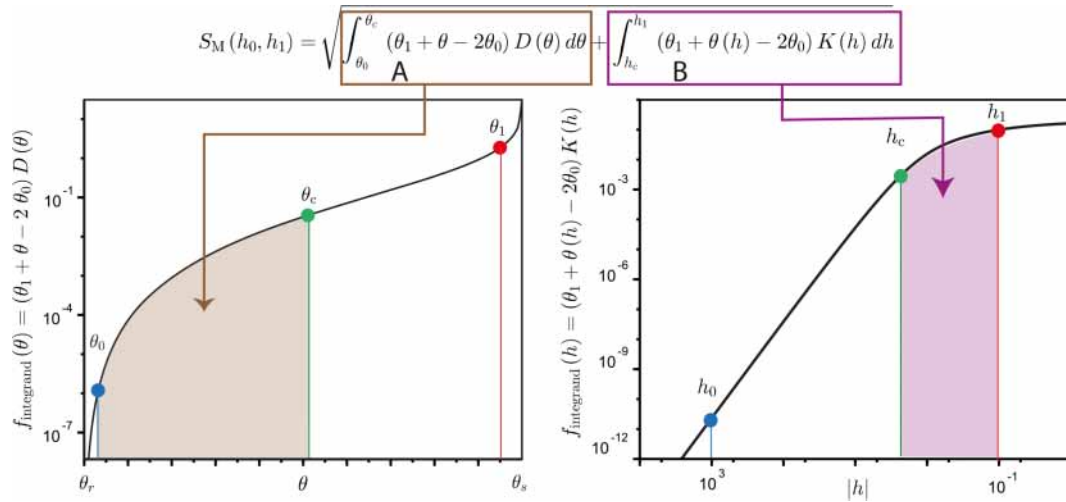 S_M (h_0, h_1) = √ ∫_{θ_0}^{θ_c} (θ_1 + θ − 2θ_0) D (θ) dθ + ∫_{h_c}^{h_1} (θ_1 + θ (h) − 2θ_0) K (h) dh
A
B
f_integrand (θ) = (θ_1 + θ − 2 θ_0) D (θ)
10^-1
10^-4
10^-7
θ_0
θ_c
θ_1
θ_r
θ
θ_s
f_integrand (h) = (θ_1 + θ (h) − 2θ_0) K (h)
10^-3
10^-6
10^-9
10^-12
h_0
h_c
h_1
10^3
|h|
10^-1